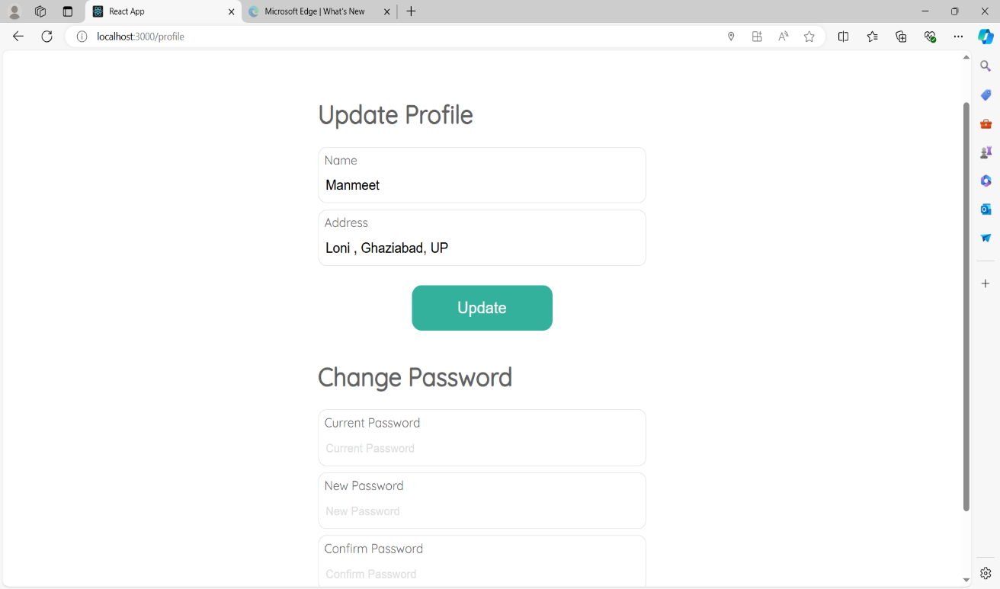 React App
Microsoft Edge | What's New
localhost:3000/profile
Update Profile
Name
Manmeet
Address
Loni , Ghaziabad, UP
Update
Change Password
Current Password
Current Password
New Password
New Password
Confirm Password
Confirm Password